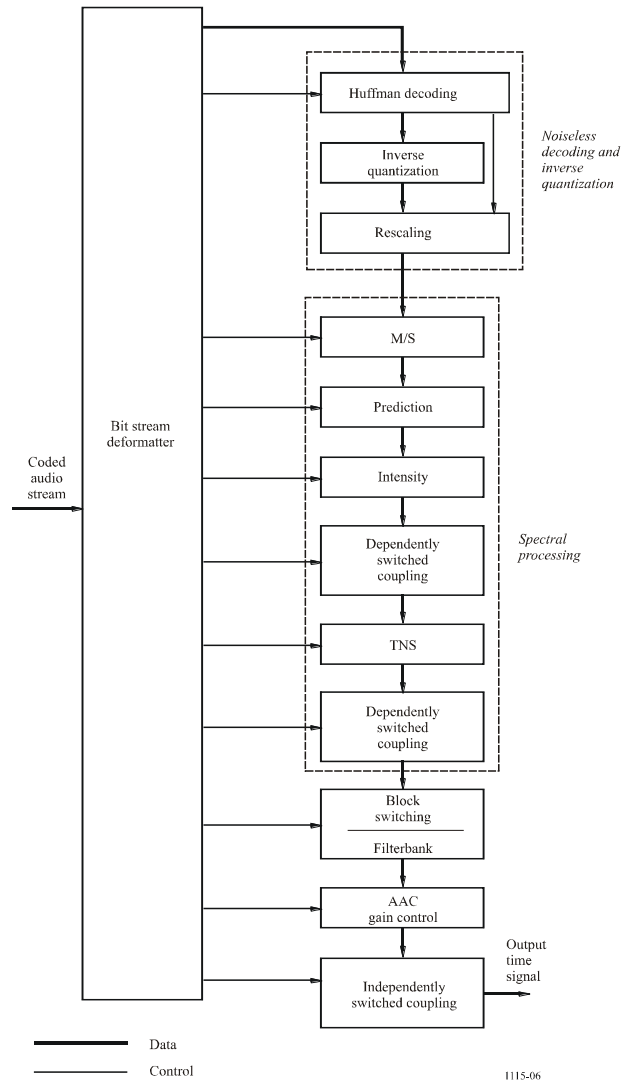 Huffman decoding
Noiseless
decoding and
inverse
quantization
Inverse
quantization
Rescaling
M/S
Prediction
Bit stream
deformatter
Coded
audio
stream
Intensity
Dependently
switched
coupling
Spectral
processing
TNS
Dependently
switched
coupling
Block
switching
Filterbank
AAC
gain control
Output
time
signal
Independently
switched coupling
Data
Control
1115-06